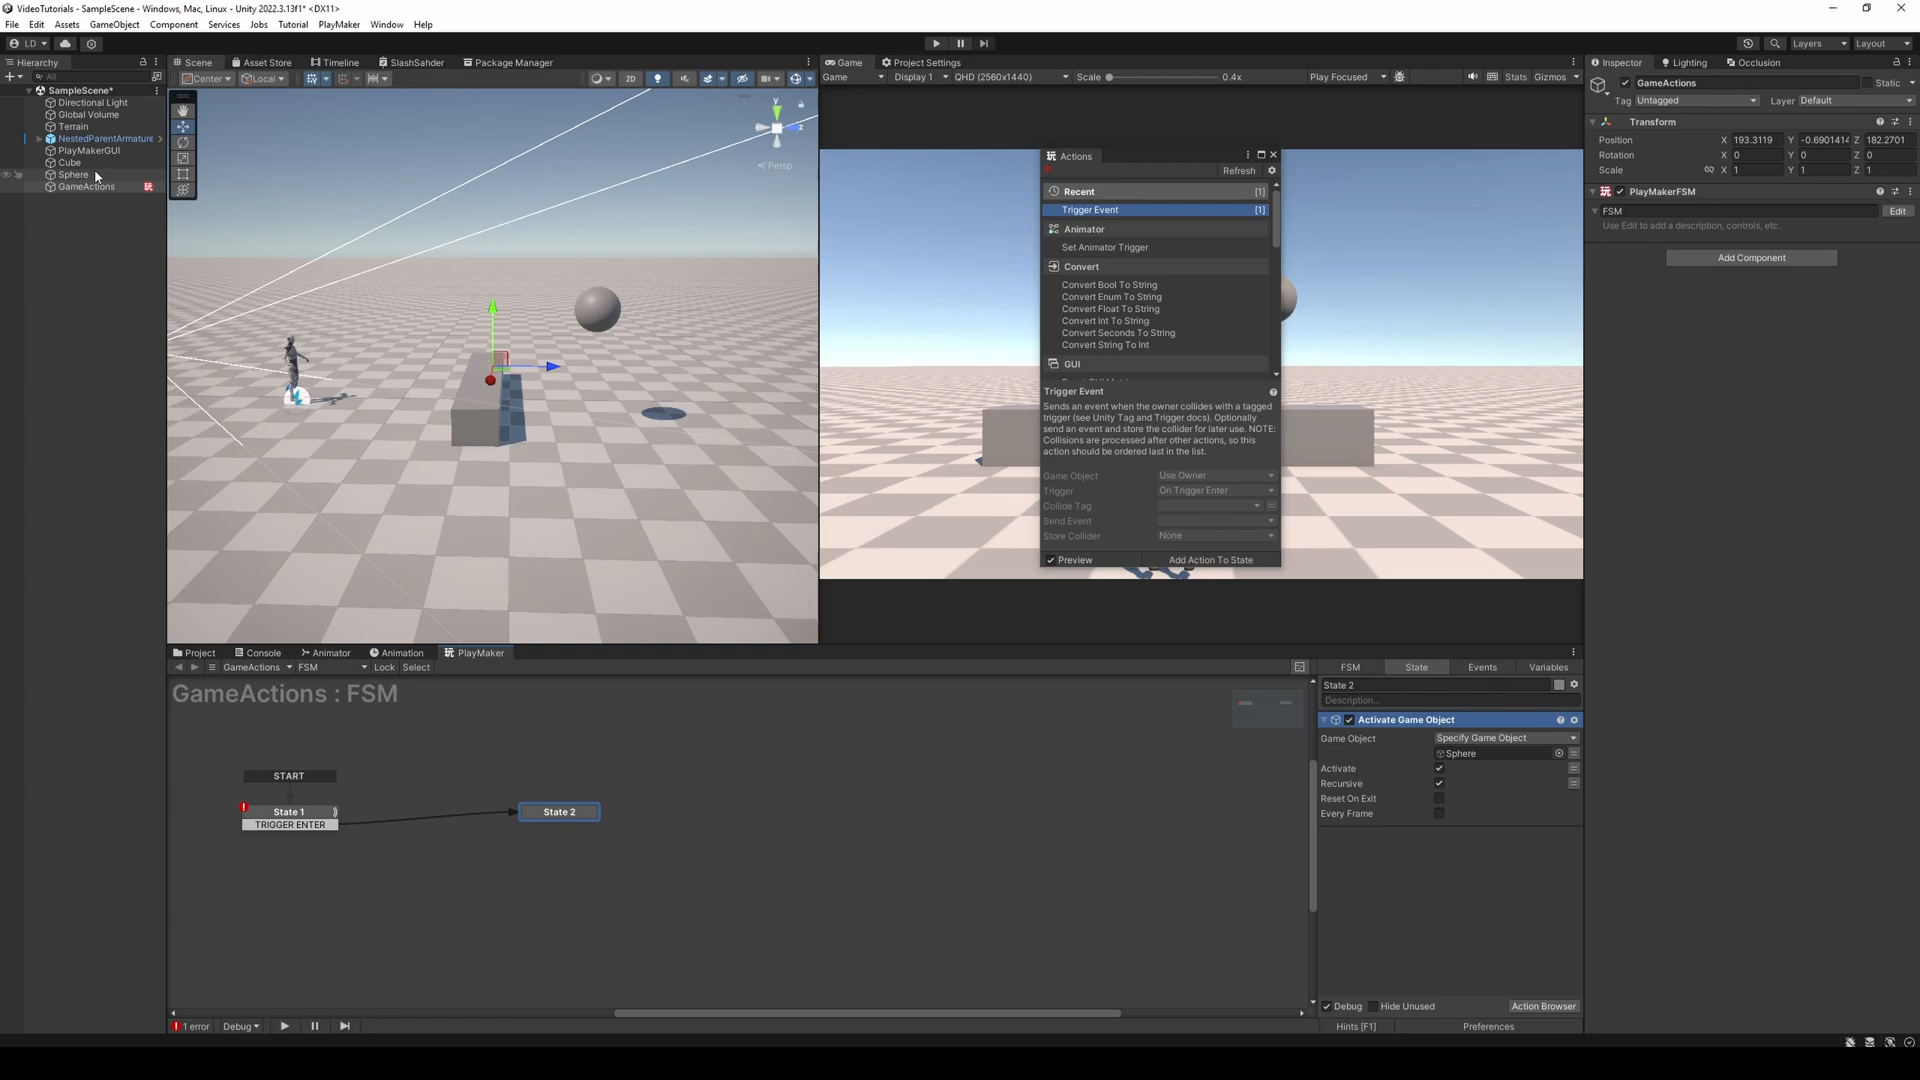 VideoTutorials - SampleScene - Windows, Mac, Linux - Unity 2022.3.13f1* <DX11>
File Edit Assets GameObject Component Services Jobs Tutorial PlayMaker Window Help
LD Layers Layout
Hierarchy
All
SampleScene*
Directional Light
Global Volume
Terrain
NestedParentArmature
PlayMakerGUI
Cube
Sphere
GameActions
Scene Asset Store Timeline SlashSahder Package Manager
Center Local 2D
y
z
Persp
Game Project Settings
Game Display 1 QHD (2560x1440) Scale 0.4x Play Focused Stats Gizmos
Actions
Refresh
Recent [1]
Trigger Event [1]
Animator
Set Animator Trigger
Convert
Convert Bool To String
Convert Enum To String
Convert Float To String
Convert Int To String
Convert Seconds To String
Convert String To Int
GUI
Trigger Event
Sends an event when the owner collides with a tagged
trigger (see Unity Tag and Trigger docs). Optionally
send an event and store the collider for later use. NOTE:
Collisions are processed after other actions, so this
action should be ordered last in the list.
Game Object Use Owner
Trigger On Trigger Enter
Collide Tag
Send Event
Store Collider None
Preview Add Action To State
Inspector Lighting Occlusion
GameActions Static
Tag Untagged Layer Default
Transform
Position X 193.3119 Y -0.6901414 Z 182.2701
Rotation X 0 Y 0 Z 0
Scale X 1 Y 1 Z 1
PlayMakerFSM
FSM Edit
Use Edit to add a description, controls, etc.
Add Component
Project Console Animator Animation PlayMaker
GameActions FSM Lock Select
GameActions : FSM
START
State 1
TRIGGER ENTER
State 2
FSM State Events Variables
State 2
Description...
Activate Game Object
Game Object Specify Game Object
Sphere
Activate
Recursive
Reset On Exit
Every Frame
Debug Hide Unused Action Browser
1 error Debug
Hints [F1] Preferences